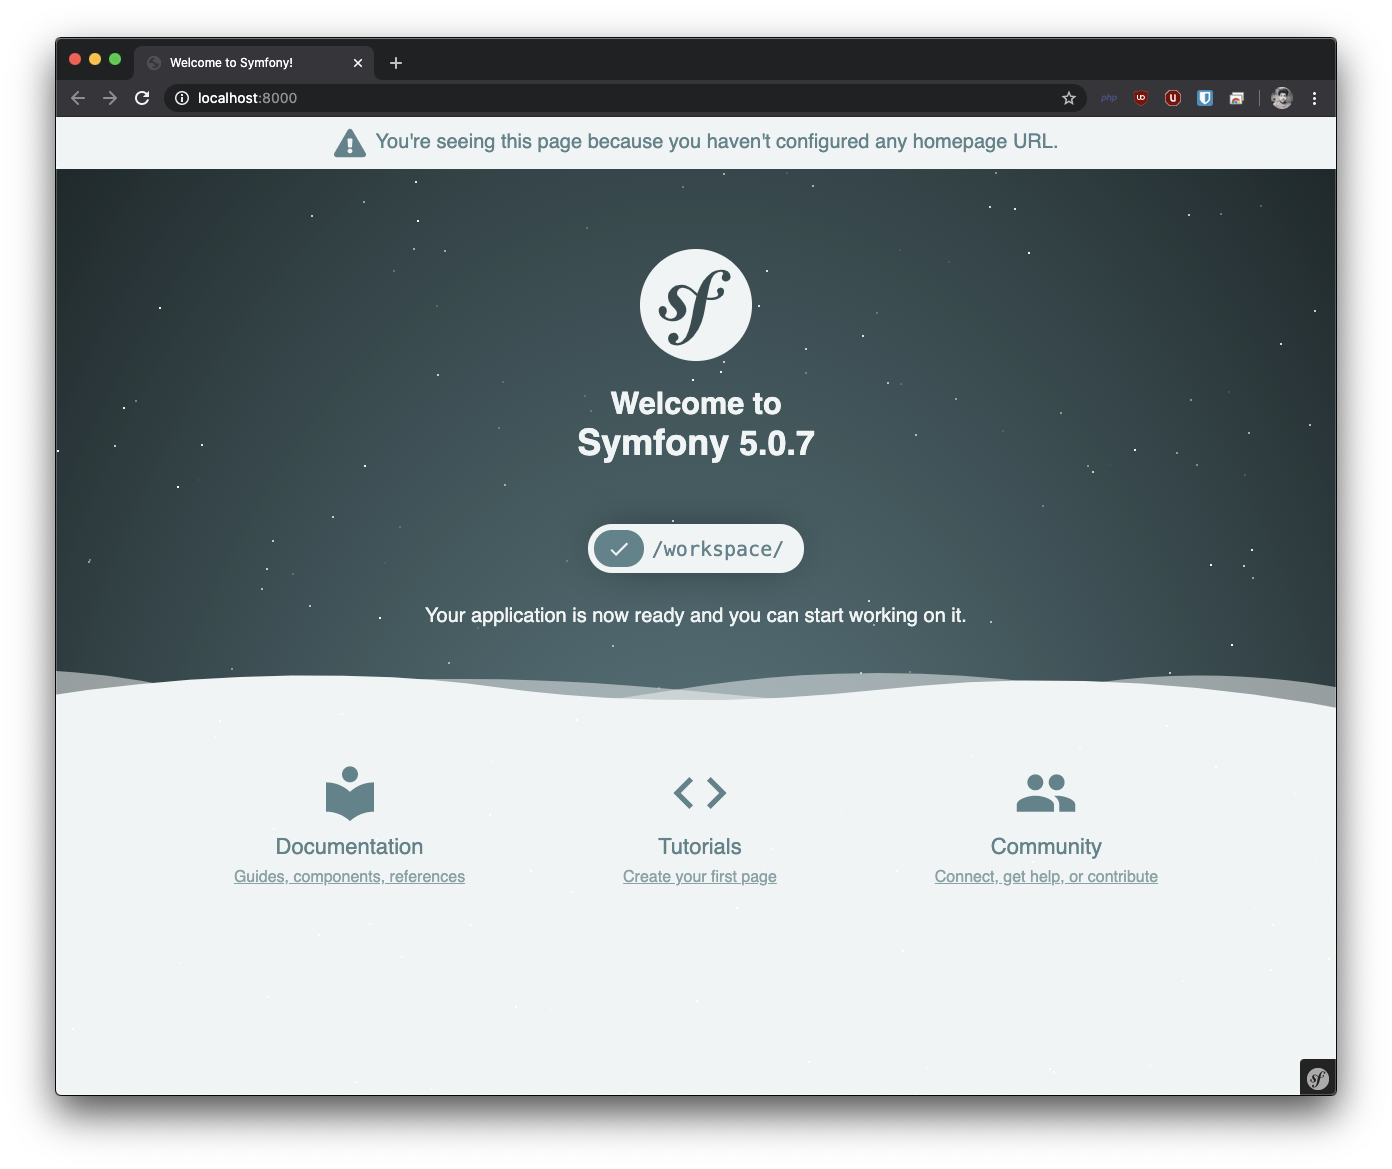 Welcome to Symfony!
localhost:8000
php
UD
U
You're seeing this page because you haven't configured any homepage URL.
sf
Welcome to
Symfony 5.0.7
/workspace/
Your application is now ready and you can start working on it.
Documentation
Tutorials
Community
Guides, components, references
Create your first page
Connect, get help, or contribute
sf